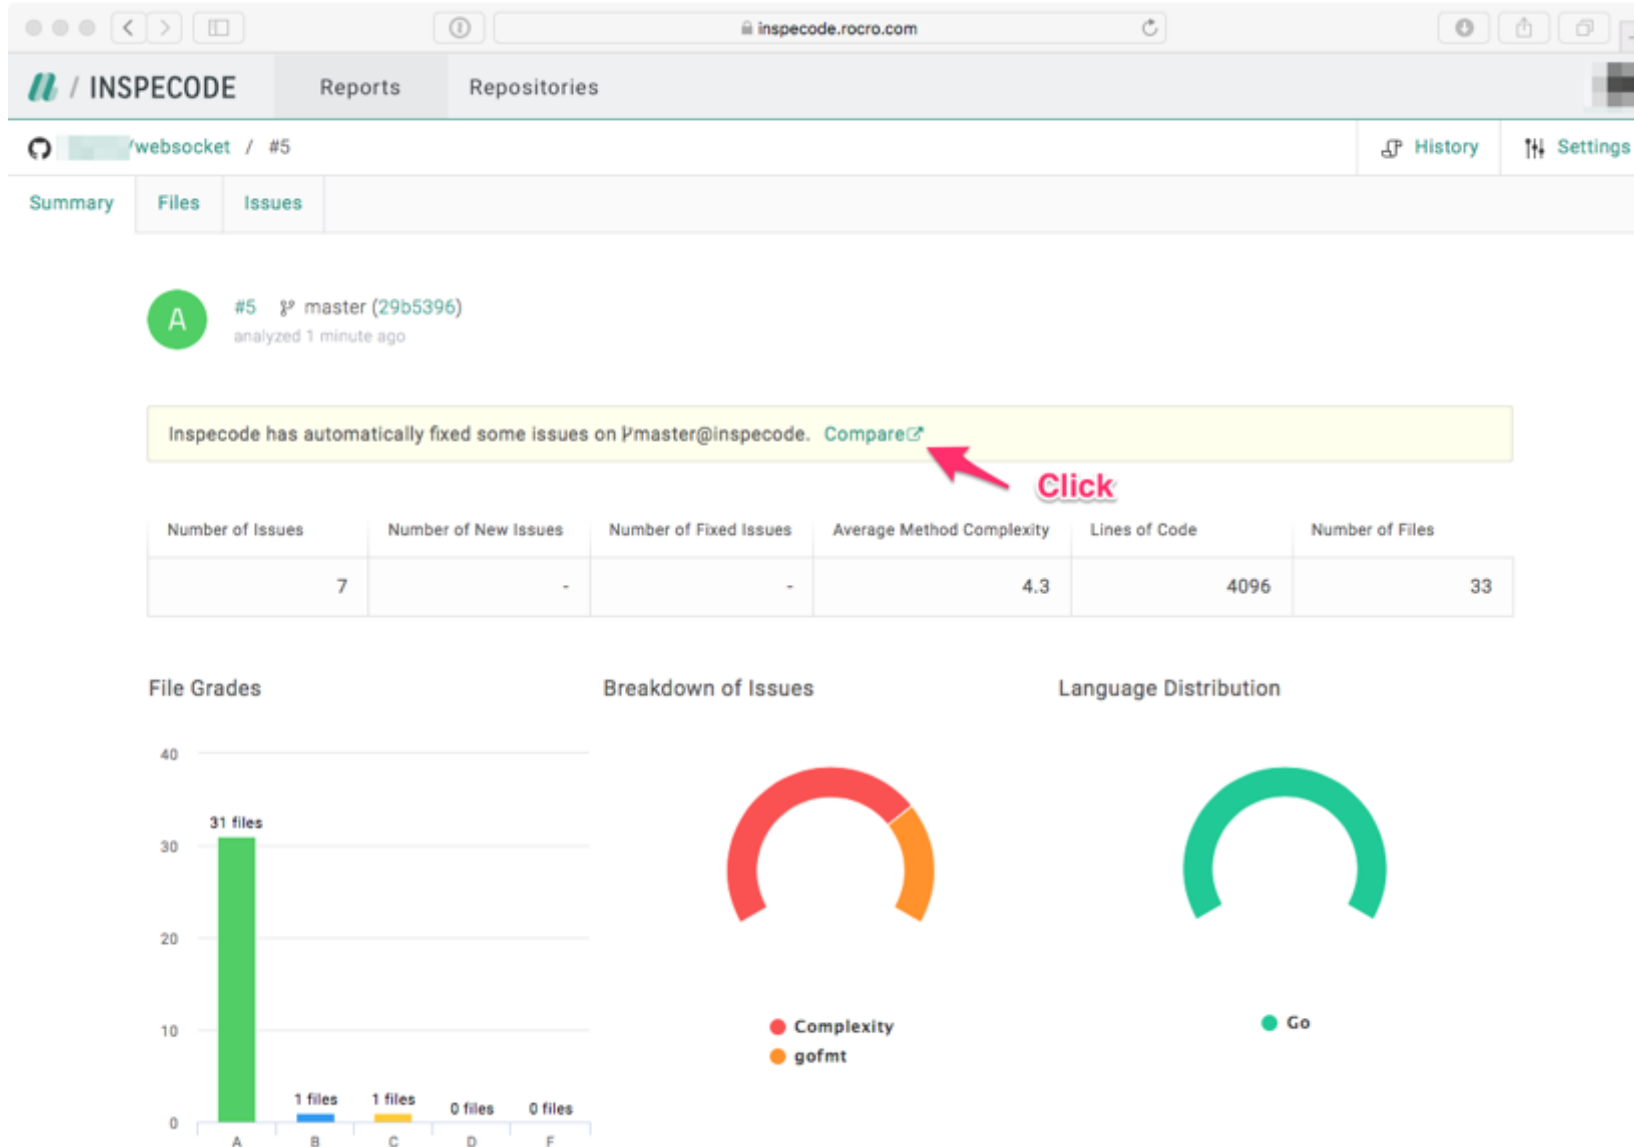 inspecode.rocro.com
/ INSPECODE Reports Repositories
/websocket / #5 History Settings
Summary Files Issues
A #5 master (29b5396)
analyzed 1 minute ago
Inspecode has automatically fixed some issues on master@inspecode. Compare
Click
Number of Issues Number of New Issues Number of Fixed Issues Average Method Complexity Lines of Code Number of Files
7 - - 4.3 4096 33
File Grades Breakdown of Issues Language Distribution
40
31 files
30
20
10
0
1 files 1 files 0 files 0 files
A B C D F
Complexity
gofmt
Go